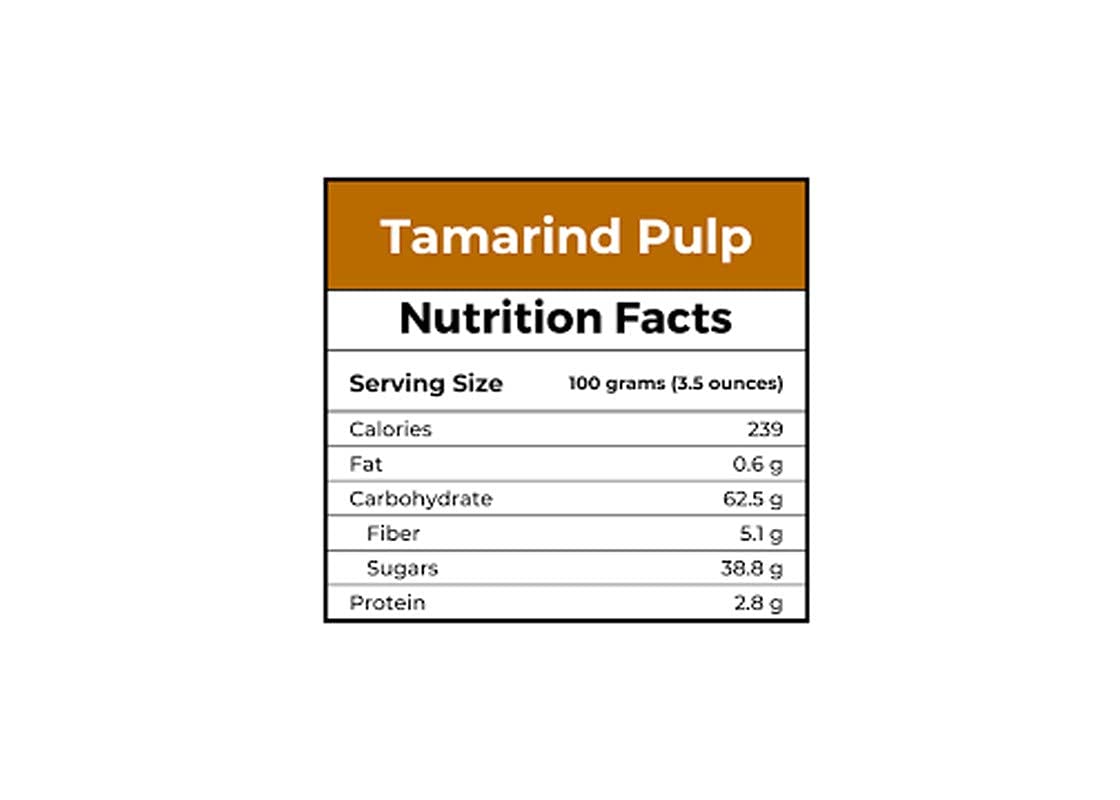 Tamarind Pulp
Nutrition Facts
Serving Size 100 grams (3.5 ounces)
Calories 239
Fat 0.6 g
Carbohydrate 62.5 g
Fiber 5.1 g
Sugars 38.8 g
Protein 2.8 g